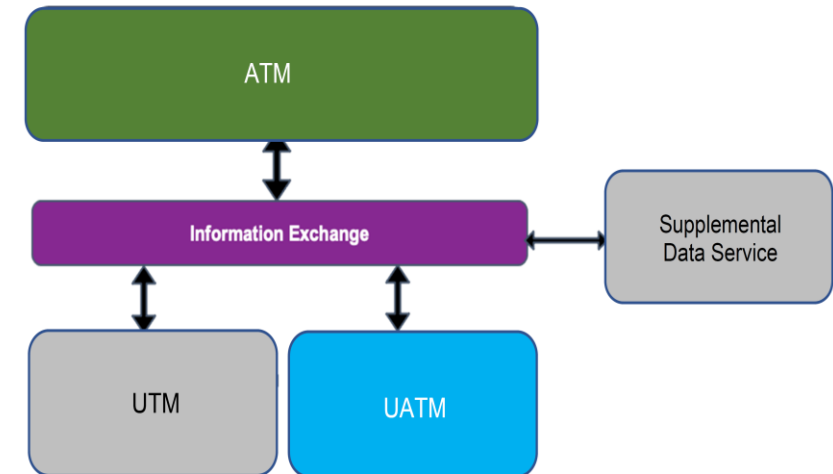 ATM
Information Exchange
Supplemental
Data Service
UTM
UATM